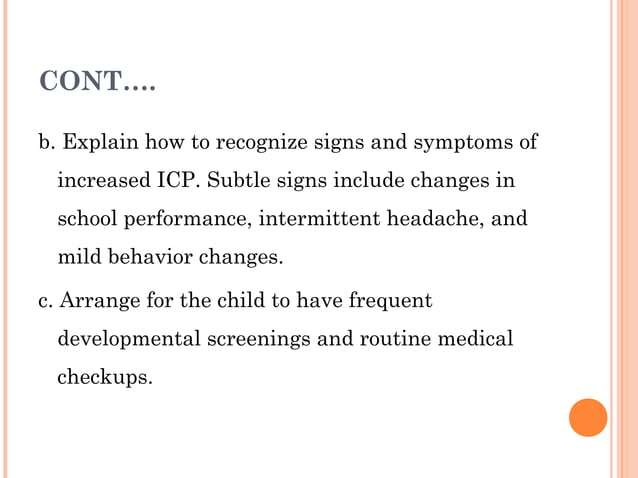 CONT….
b. Explain how to recognize signs and symptoms of
increased ICP. Subtle signs include changes in
school performance, intermittent headache, and
mild behavior changes.
c. Arrange for the child to have frequent
developmental screenings and routine medical
checkups.